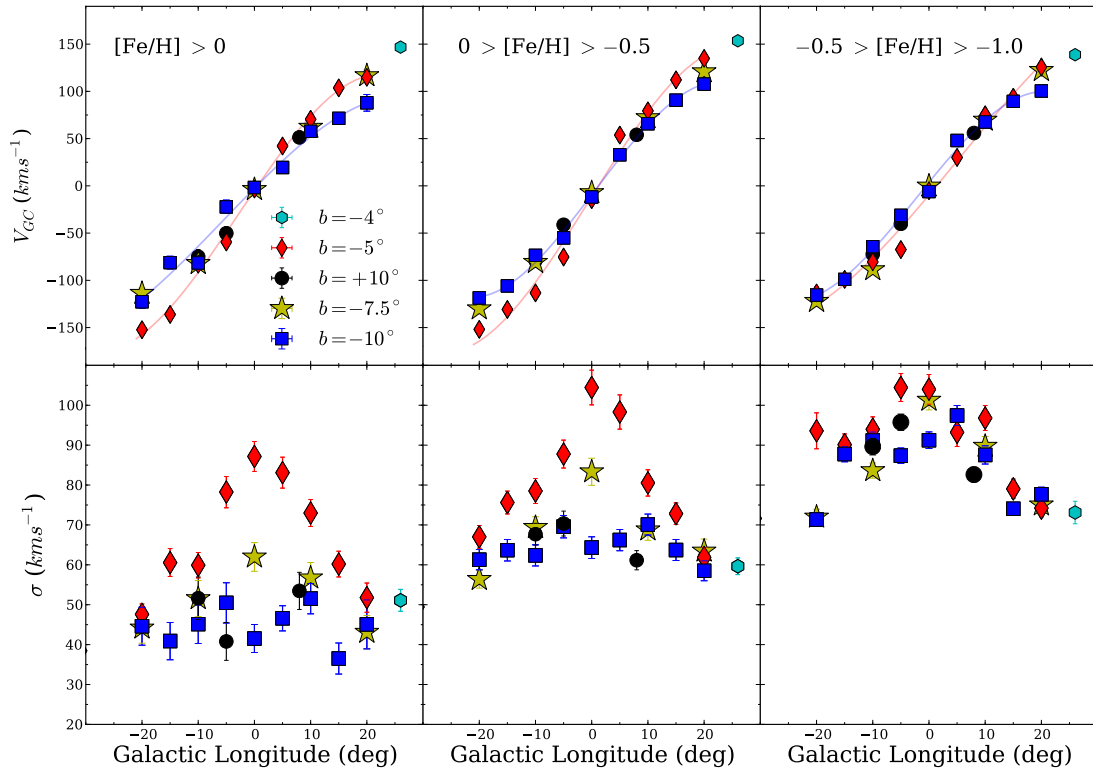 [Fe/H] > 0
0 > [Fe/H] > −0.5
−0.5 > [Fe/H] > −1.0
150
100
50
0
−50
−100
−150
V_GC (kms⁻¹)
b=−4°
b=−5°
b=+10°
b=−7.5°
b=−10°
100
90
80
70
60
50
40
30
20
σ (kms⁻¹)
−20 −10 0 10 20
−20 −10 0 10 20
−20 −10 0 10 20
Galactic Longitude (deg)
Galactic Longitude (deg)
Galactic Longitude (deg)